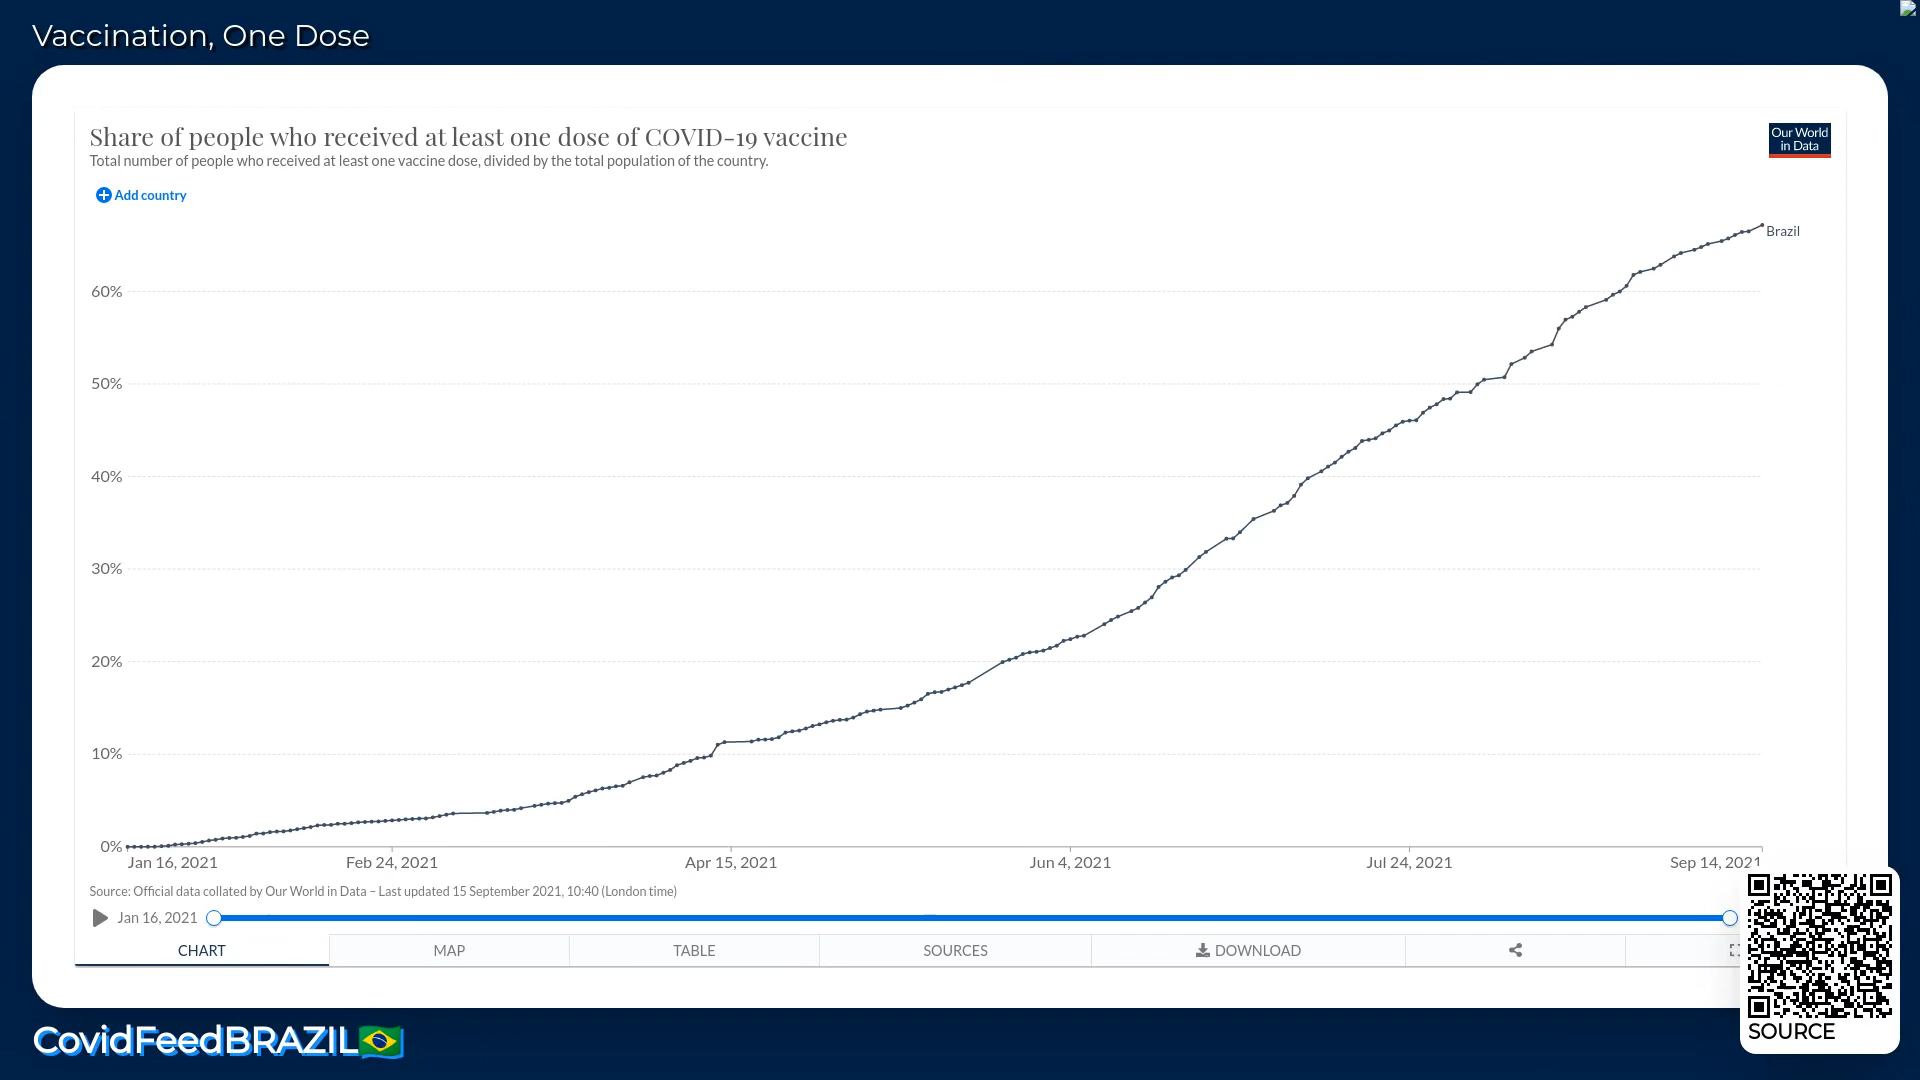 Vaccination, One Dose
Share of people who received at least one dose of COVID-19 vaccine
Total number of people who received at least one vaccine dose, divided by the total population of the country.
Our World
in Data
Add country
Brazil
60%
50%
40%
30%
20%
10%
0%
Jan 16, 2021
Feb 24, 2021
Apr 15, 2021
Jun 4, 2021
Jul 24, 2021
Sep 14, 2021
Source: Official data collated by Our World in Data – Last updated 15 September 2021, 10:40 (London time)
Jan 16, 2021
CHART
MAP
TABLE
SOURCES
DOWNLOAD
SOURCE
CovidFeedBRAZIL